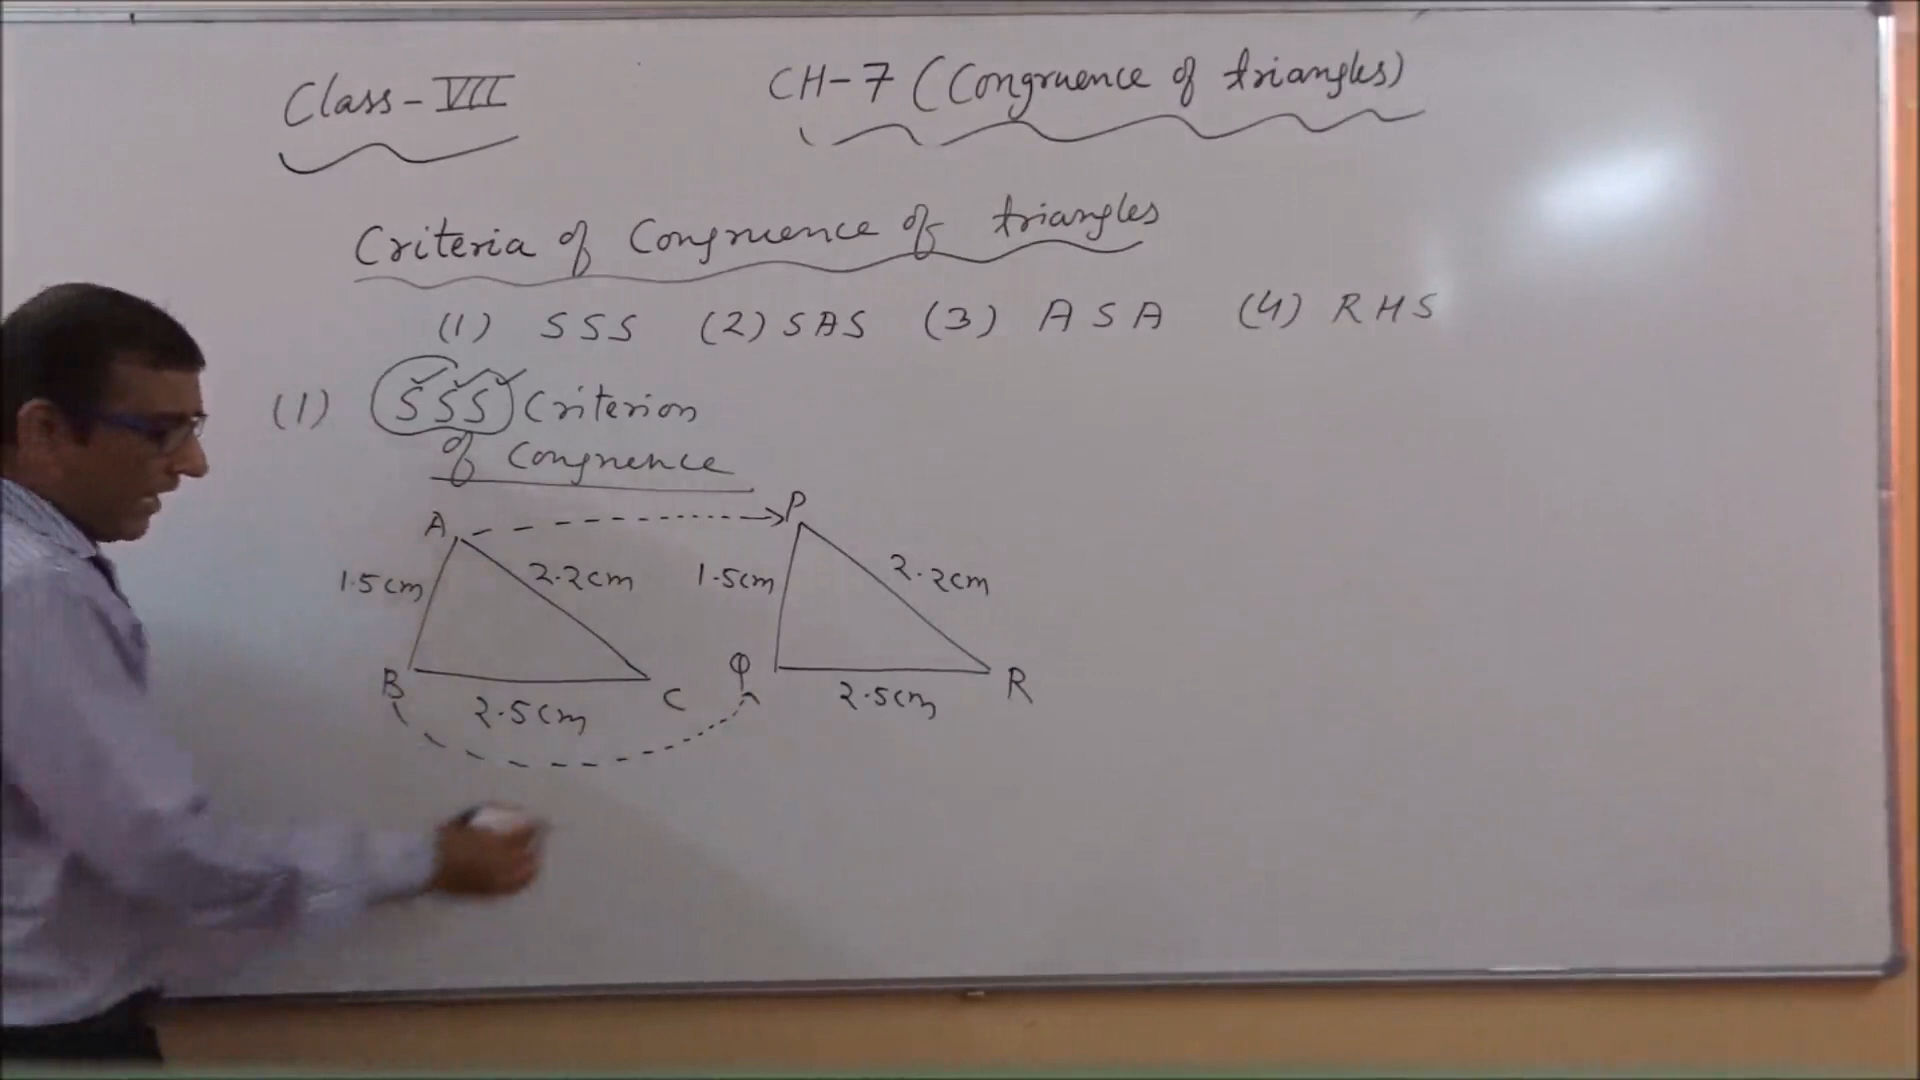 Class-VII
CH-7 (Congruence of triangles)
Criteria of Congruence of triangles
(1) SSS (2) SAS (3) ASA (4) RHS
(1) SSS Criterion
of Congruence
A
P
1.5cm
2.2cm
1.5cm
2.2cm
B
C
Q
R
2.5cm
2.5cm